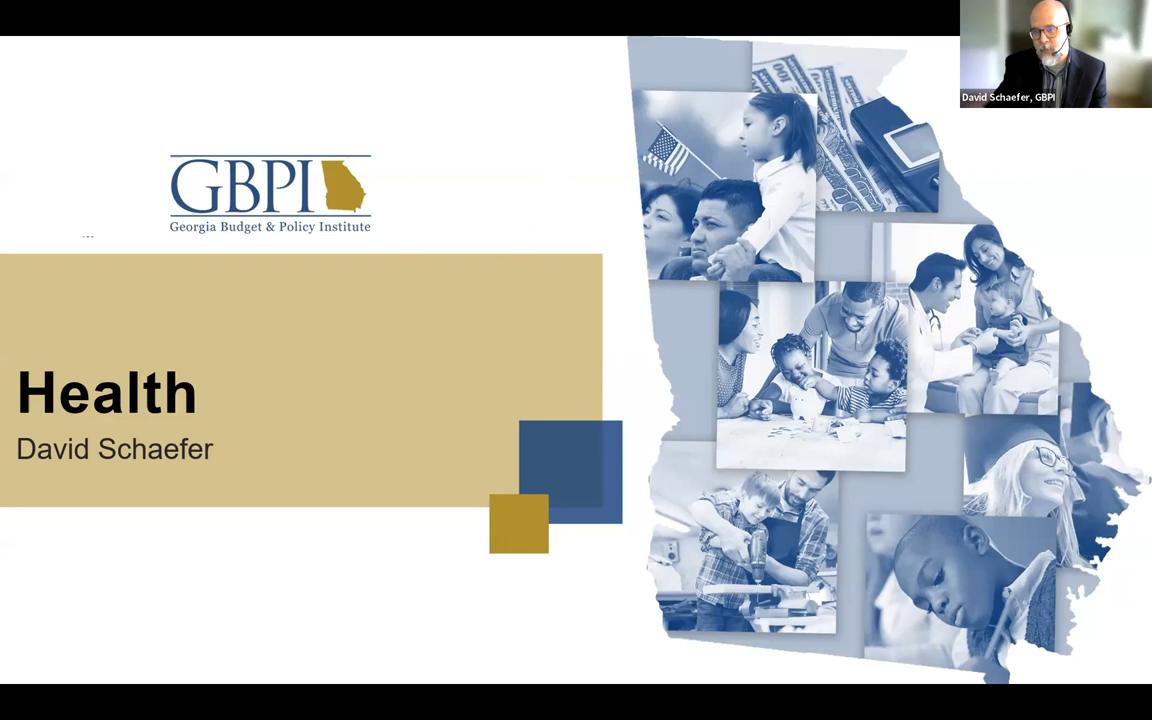 David Schaefer, GBPI
GBPI
Georgia Budget & Policy Institute
Health
David Schaefer